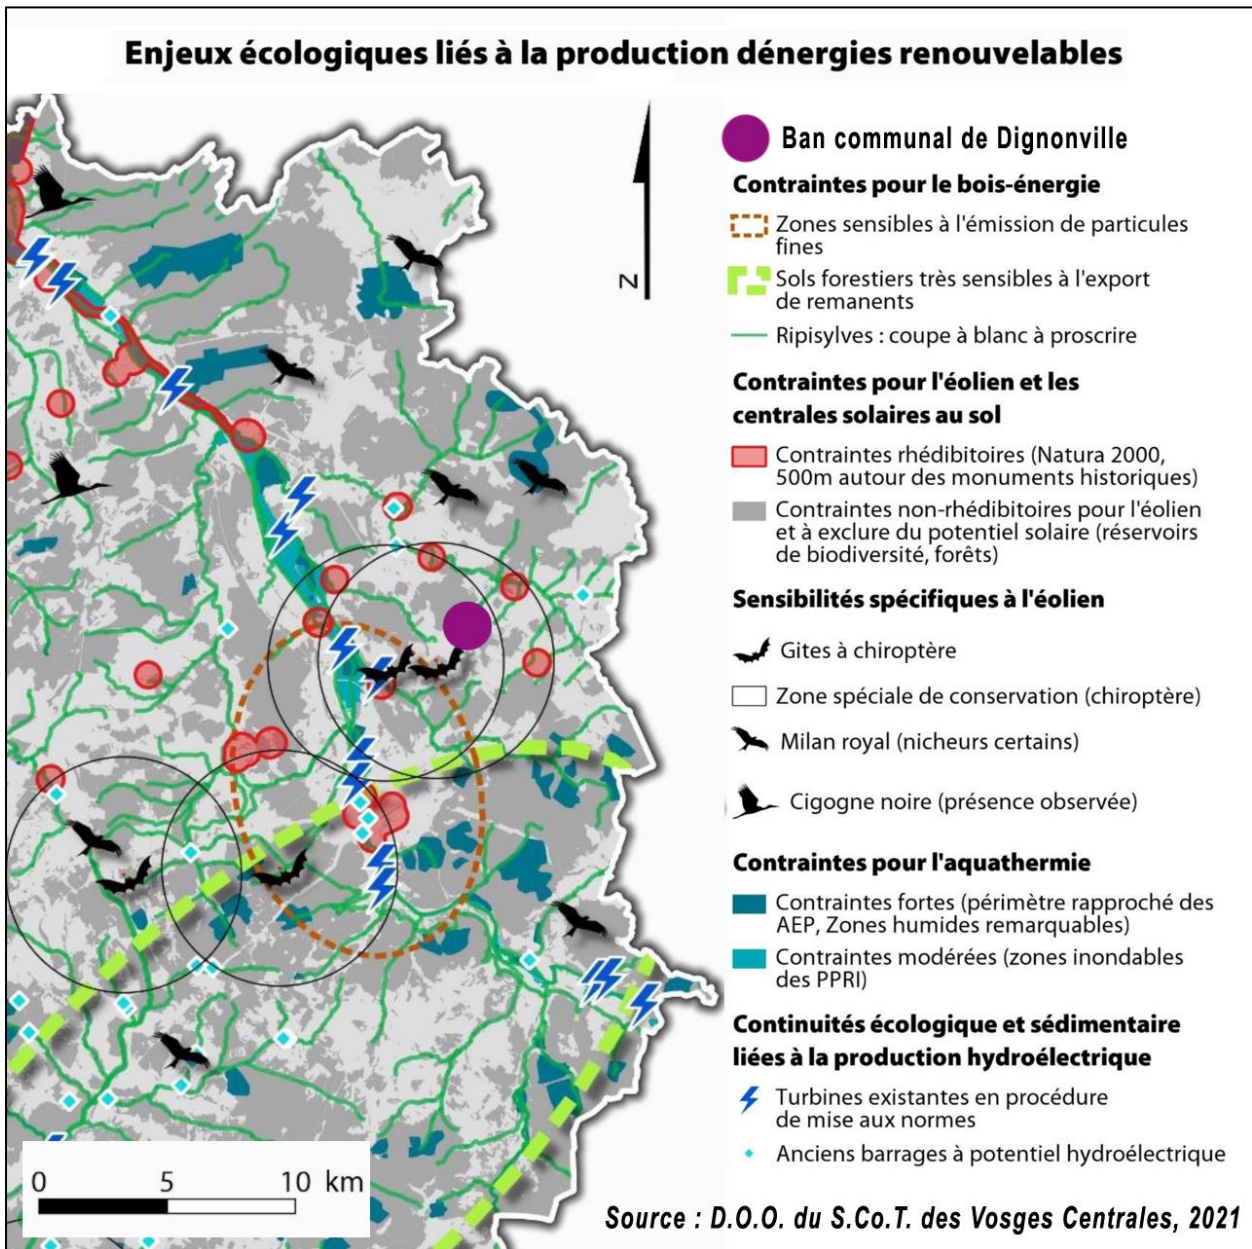 Enjeux écologiques liés à la production dénergies renouvelables
Z
Ban communal de Dignonville
Contraintes pour le bois-énergie
Zones sensibles à l'émission de particules
fines
Sols forestiers très sensibles à l'export
de remanents
Ripisylves : coupe à blanc à proscrire
Contraintes pour l'éolien et les
centrales solaires au sol
Contraintes rhédibitoires (Natura 2000,
500m autour des monuments historiques)
Contraintes non-rhédibitoires pour l'éolien
et à exclure du potentiel solaire (réservoirs
de biodiversité, forêts)
Sensibilités spécifiques à l'éolien
Gites à chiroptère
Zone spéciale de conservation (chiroptère)
Milan royal (nicheurs certains)
Cigogne noire (présence observée)
Contraintes pour l'aquathermie
Contraintes fortes (périmètre rapproché des
AEP, Zones humides remarquables)
Contraintes modérées (zones inondables
des PPRI)
Continuités écologique et sédimentaire
liées à la production hydroélectrique
Turbines existantes en procédure
de mise aux normes
Anciens barrages à potentiel hydroélectrique
0 5 10 km
Source : D.O.O. du S.Co.T. des Vosges Centrales, 2021